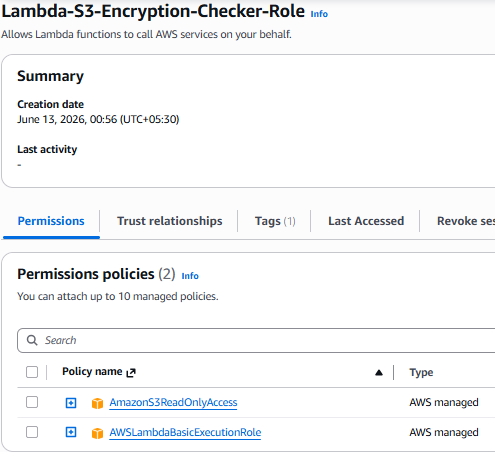 Lambda-S3-Encryption-Checker-Role Info
Allows Lambda functions to call AWS services on your behalf.
Summary
Creation date
June 13, 2026, 00:56 (UTC+05:30)
Last activity
-
Permissions Trust relationships Tags (1) Last Accessed Revoke ses
Permissions policies (2) Info
You can attach up to 10 managed policies.
Search
Policy name Type
AmazonS3ReadOnlyAccess AWS managed
AWSLambdaBasicExecutionRole AWS managed